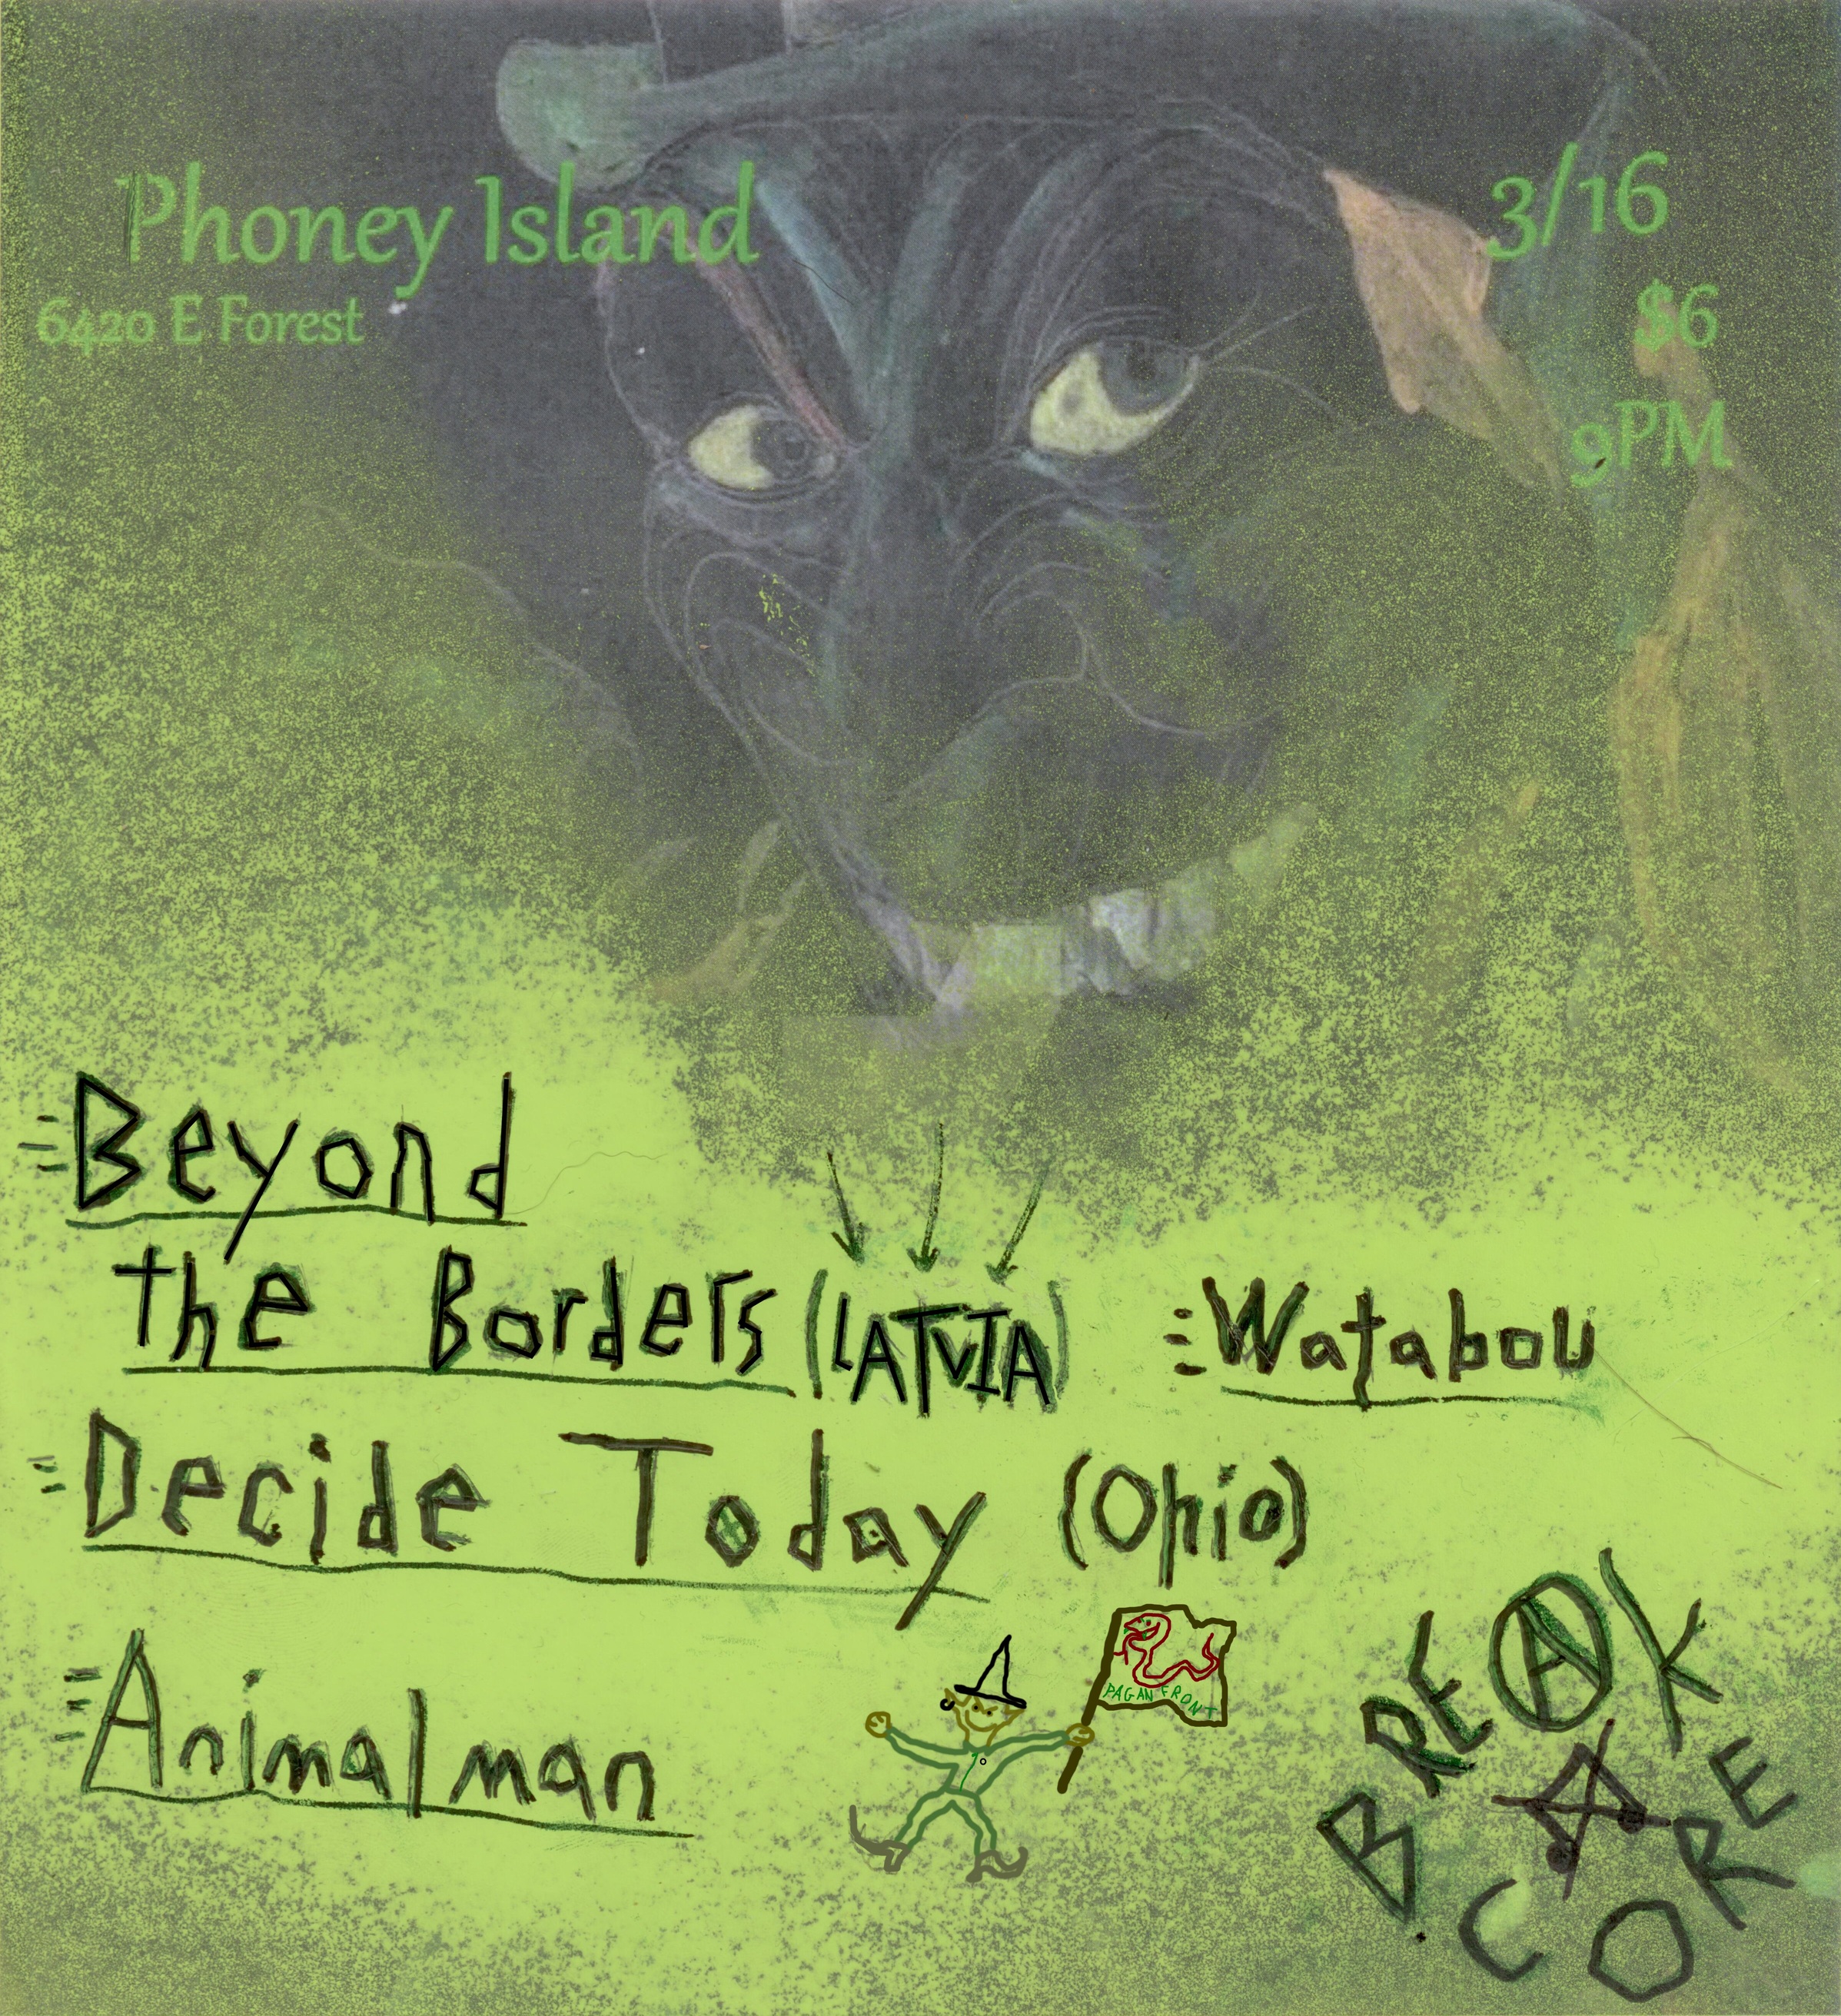 Phoney Island
6420 E Forest
3/16
$6
9PM
Beyond
the Borders (LATVIA)
Watabou
Decide Today (Ohio)
Animalman
PAGAN FRONT
BREAK
CORE